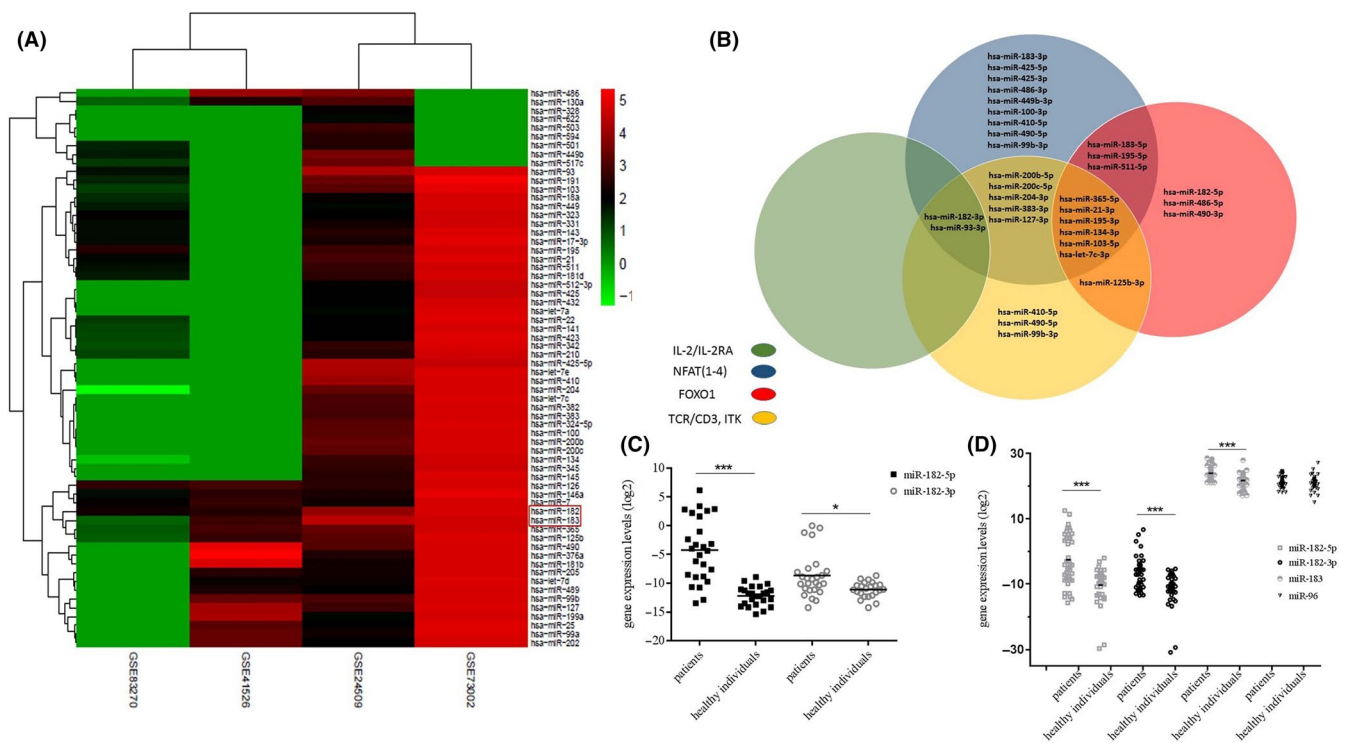 (A)
hsa-miR-486
hsa-miR-130a
hsa-miR-328
hsa-miR-622
hsa-miR-503
hsa-miR-594
hsa-miR-501
hsa-miR-449b
hsa-miR-517c
hsa-miR-93
hsa-miR-191
hsa-miR-103
hsa-miR-18a
hsa-miR-449
hsa-miR-323
hsa-miR-331
hsa-miR-143
hsa-miR-17-3p
hsa-miR-195
hsa-miR-21
hsa-miR-511
hsa-miR-181d
hsa-miR-512-3p
hsa-miR-425
hsa-miR-432
hsa-let-7a
hsa-miR-22
hsa-miR-141
hsa-miR-423
hsa-miR-342
hsa-miR-210
hsa-miR-425-5p
hsa-let-7e
hsa-miR-410
hsa-miR-204
hsa-let-7c
hsa-miR-382
hsa-miR-383
hsa-miR-324-5p
hsa-miR-100
hsa-miR-200b
hsa-miR-200c
hsa-miR-134
hsa-miR-345
hsa-miR-145
hsa-miR-126
hsa-miR-146a
hsa-miR-7
hsa-miR-182
hsa-miR-183
hsa-miR-365
hsa-miR-125b
hsa-miR-490
hsa-miR-376a
hsa-miR-181b
hsa-miR-205
hsa-let-7d
hsa-miR-489
hsa-miR-99b
hsa-miR-127
hsa-miR-199a
hsa-miR-25
hsa-miR-99a
hsa-miR-202
5
4
3
2
1
0
−1
GSE83270
GSE41526
GSE24509
GSE73002
(B)
hsa-miR-183-3p
hsa-miR-425-5p
hsa-miR-425-3p
hsa-miR-486-3p
hsa-miR-449b-3p
hsa-miR-100-3p
hsa-miR-410-5p
hsa-miR-490-5p
hsa-miR-99b-3p
hsa-miR-183-5p
hsa-miR-195-5p
hsa-miR-511-5p
hsa-miR-182-5p
hsa-miR-486-5p
hsa-miR-490-3p
hsa-miR-200b-5p
hsa-miR-200c-5p
hsa-miR-204-3p
hsa-miR-383-3p
hsa-miR-127-3p
hsa-miR-365-5p
hsa-miR-21-3p
hsa-miR-195-3p
hsa-miR-134-3p
hsa-miR-103-5p
hsa-let-7c-3p
hsa-miR-182-3p
hsa-miR-93-3p
hsa-miR-125b-3p
hsa-miR-410-5p
hsa-miR-490-5p
hsa-miR-99b-3p
IL-2/IL-2RA
NFAT(1-4)
FOXO1
TCR/CD3, ITK
(C)
gene expression levels (log2)
10
5
0
−5
−10
−15
−20
***
*
miR-182-5p
miR-182-3p
patients
healthy individuals
patients
healthy individuals
(D)
gene expression levels (log2)
30
10
−10
−30
***
***
***
miR-182-5p
miR-182-3p
miR-183
miR-96
patients
healthy individuals
patients
healthy individuals
patients
healthy individuals
patients
healthy individuals